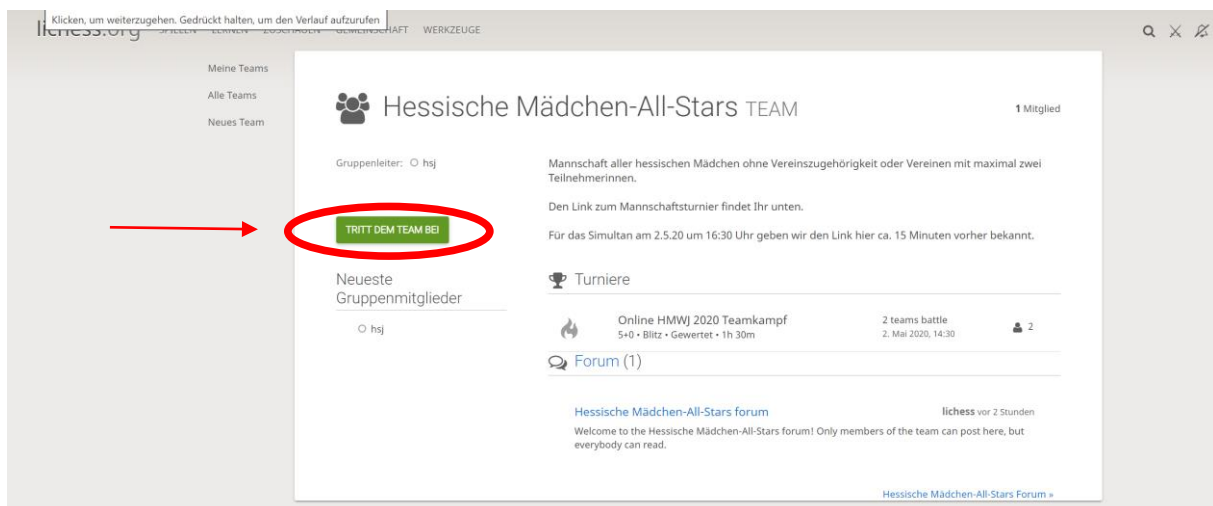 Klicken, um weiterzugehen. Gedrückt halten, um den Verlauf aufzurufen
lichess.org SPIELEN LERNEN ZUSCHAUEN GEMEINSCHAFT WERKZEUGE
Meine Teams
Alle Teams
Neues Team
Hessische Mädchen-All-Stars TEAM
1 Mitglied
Gruppenleiter: hsj
Mannschaft aller hessischen Mädchen ohne Vereinszugehörigkeit oder Vereinen mit maximal zwei
Teilnehmerinnen.
Den Link zum Mannschaftsturnier findet Ihr unten.
Für das Simultan am 2.5.20 um 16:30 Uhr geben wir den Link hier ca. 15 Minuten vorher bekannt.
TRITT DEM TEAM BEI
Neueste
Gruppenmitglieder
hsj
Turniere
Online HMWJ 2020 Teamkampf
5+0 • Blitz • Gewertet • 1h 30m
2 teams battle
2. Mai 2020, 14:30
2
Forum (1)
Hessische Mädchen-All-Stars forum
lichess vor 2 Stunden
Welcome to the Hessische Mädchen-All-Stars forum! Only members of the team can post here, but
everybody can read.
Hessische Mädchen-All-Stars Forum »